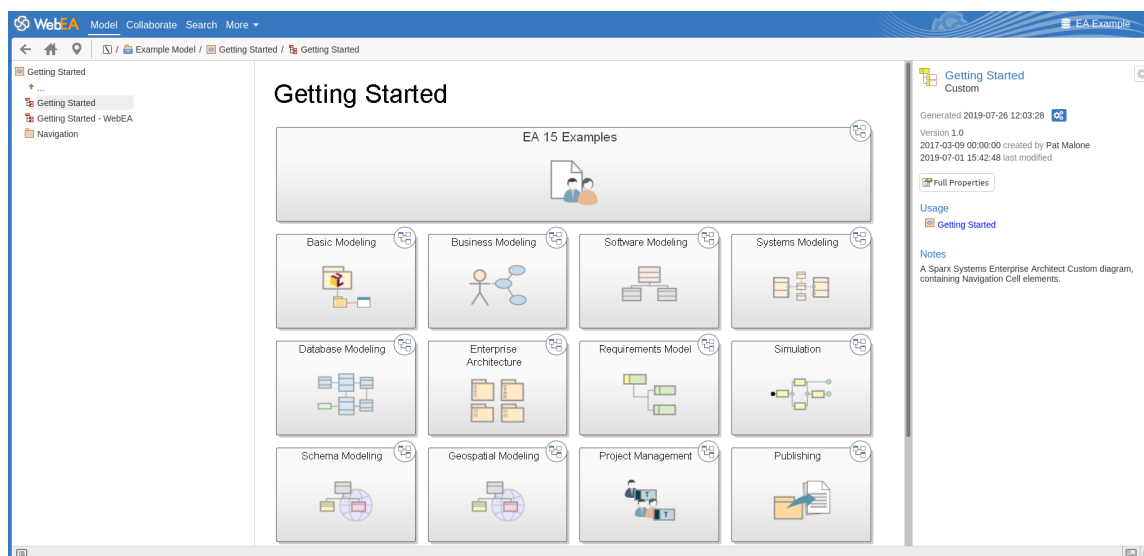 WebEA Model Collaborate Search More
EA Example
/ Example Model / Getting Started / Getting Started
Getting Started
...
Getting Started
Getting Started - WebEA
Navigation
Getting Started
EA 15 Examples
Basic Modeling
Business Modeling
Software Modeling
Systems Modeling
Database Modeling
Enterprise
Architecture
Requirements Model
Simulation
Schema Modeling
Geospatial Modeling
Project Management
T
T
Publishing
Getting Started
Custom
Generated 2019-07-26 12:03:28
Version 1.0
2017-03-09 00:00:00 created by Pat Malone
2019-07-01 15:42:48 last modified
Full Properties
Usage
Getting Started
Notes
A Sparx Systems Enterprise Architect Custom diagram,
containing Navigation Cell elements.